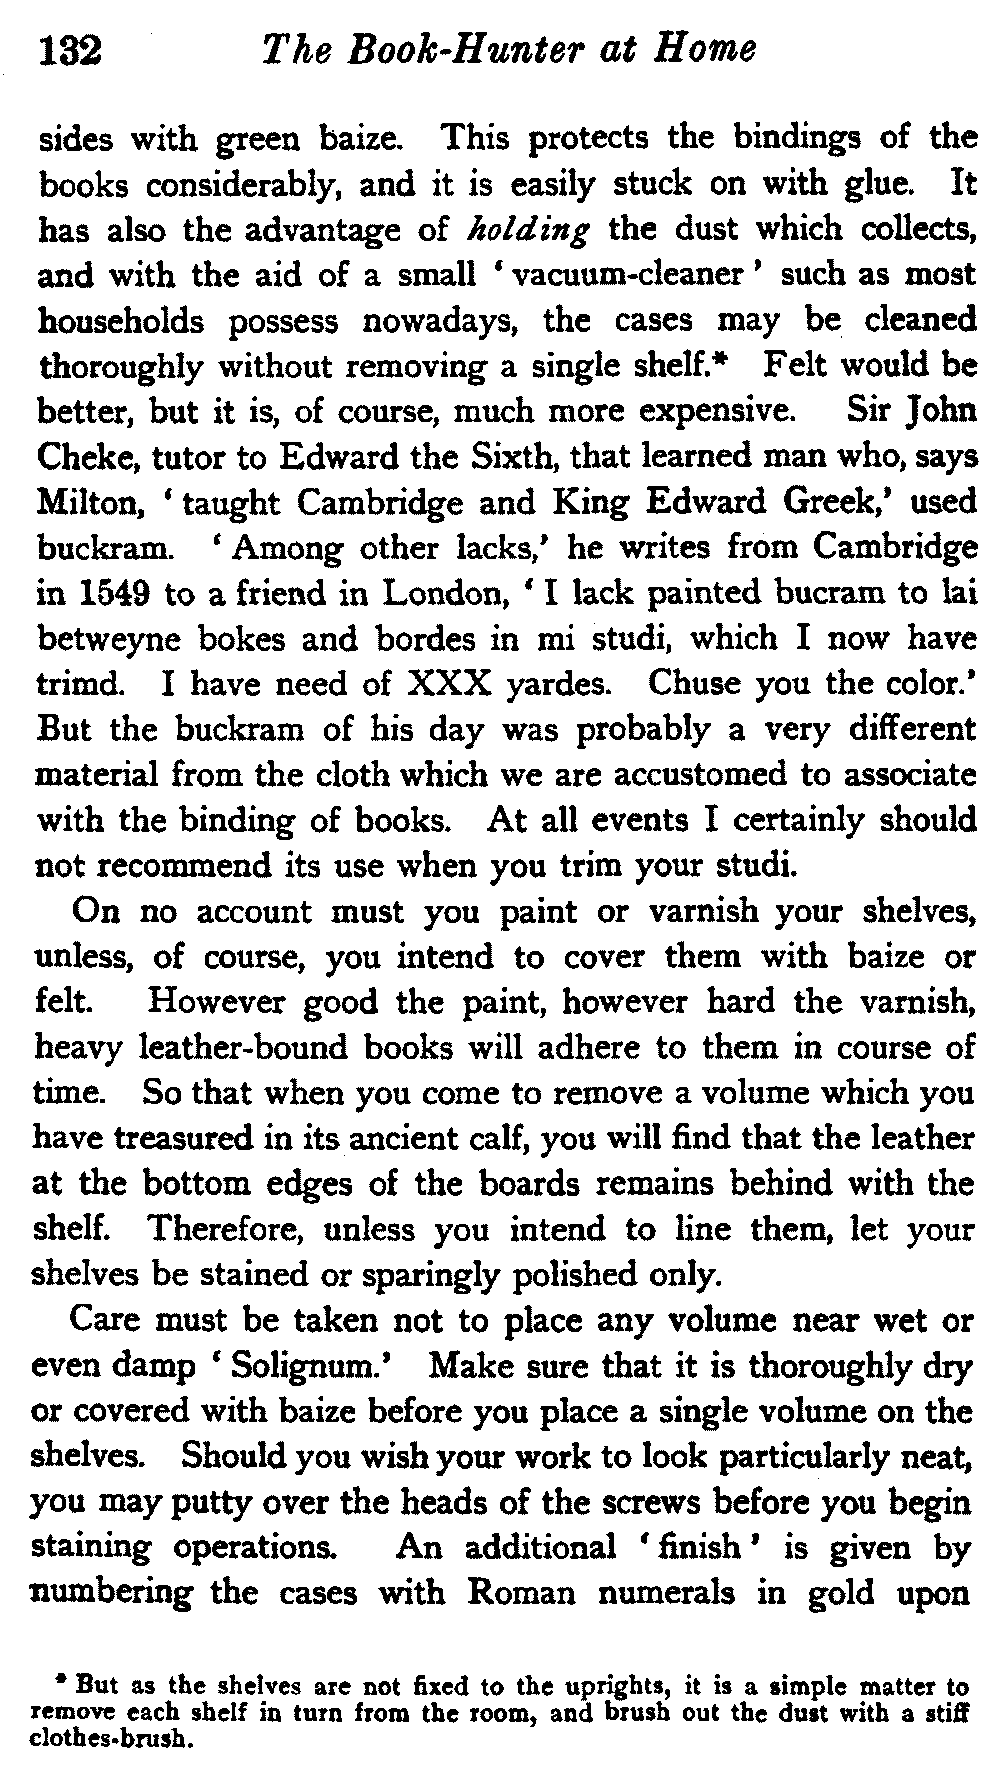 132 The Book-Hunter at Home
sides with green baize. This protects the bindings of the
books considerably, and it is easily stuck on with glue. It
has also the advantage of holding the dust which collects,
and with the aid of a small ‘ vacuum-cleaner ’ such as most
households possess nowadays, the cases may be cleaned
thoroughly without removing a single shelf.* Felt would be
better, but it is, of course, much more expensive. Sir John
Cheke, tutor to Edward the Sixth, that learned man who, says
Milton, ‘ taught Cambridge and King Edward Greek,’ used
buckram. ‘ Among other lacks,’ he writes from Cambridge
in 1549 to a friend in London, ‘ I lack painted bucram to lai
betweyne bokes and bordes in mi studi, which I now have
trimd. I have need of XXX yardes. Chuse you the color.’
But the buckram of his day was probably a very different
material from the cloth which we are accustomed to associate
with the binding of books. At all events I certainly should
not recommend its use when you trim your studi.
On no account must you paint or varnish your shelves,
unless, of course, you intend to cover them with baize or
felt. However good the paint, however hard the varnish,
heavy leather-bound books will adhere to them in course of
time. So that when you come to remove a volume which you
have treasured in its ancient calf, you will find that the leather
at the bottom edges of the boards remains behind with the
shelf. Therefore, unless you intend to line them, let your
shelves be stained or sparingly polished only.
Care must be taken not to place any volume near wet or
even damp ‘ Solignum.’ Make sure that it is thoroughly dry
or covered with baize before you place a single volume on the
shelves. Should you wish your work to look particularly neat,
you may putty over the heads of the screws before you begin
staining operations. An additional ‘ finish ’ is given by
numbering the cases with Roman numerals in gold upon
* But as the shelves are not fixed to the uprights, it is a simple matter to
remove each shelf in turn from the room, and brush out the dust with a stiff
clothes-brush.